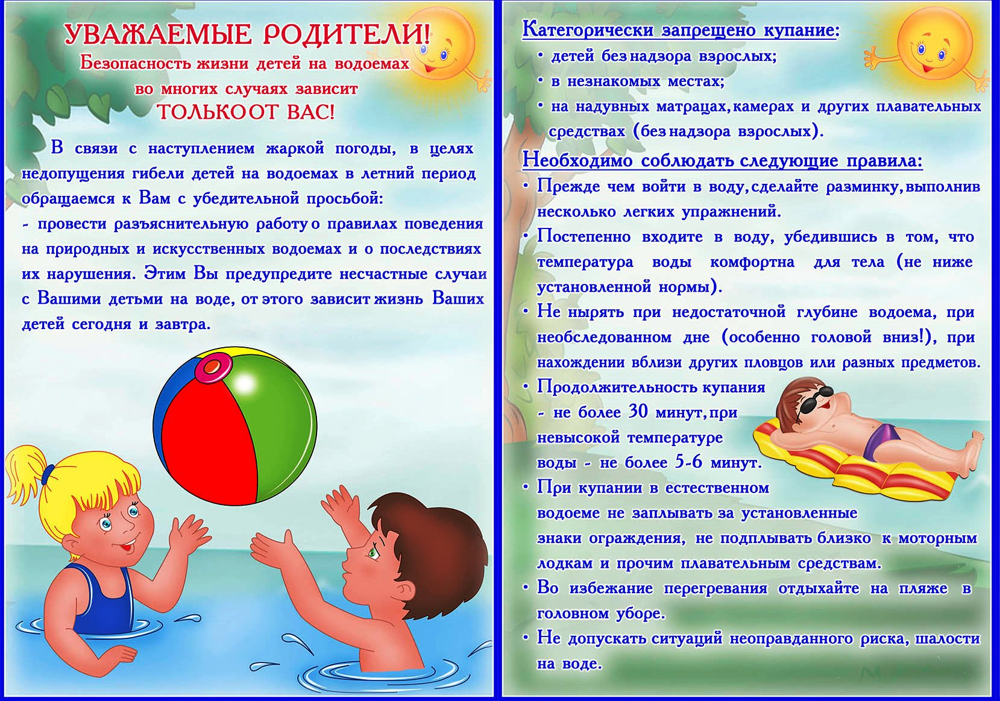 УВАЖАЕМЫЕ РОДИТЕЛИ!
Безопасность жизни детей на водоемах
во многих случаях зависит
ТОЛЬКО ОТ ВАС!
В связи с наступлением жаркой погоды, в целях
недопущения гибели детей на водоемах в летний период
обращаемся к Вам с убедительной просьбой:
- провести разъяснительную работу о правилах поведения
на природных и искусственных водоемах и о последствиях
их нарушения. Этим Вы предупредите несчастные случаи
с Вашими детьми на воде, от этого зависит жизнь Ваших
детей сегодня и завтра.
Категорически запрещено купание:
• детей без надзора взрослых;
• в незнакомых местах;
• на надувных матрацах, камерах и других плавательных
средствах (без надзора взрослых).
Необходимо соблюдать следующие правила:
• Прежде чем войти в воду, сделайте разминку, выполнив
несколько легких упражнений.
• Постепенно входите в воду, убедившись в том, что
температура воды комфортна для тела (не ниже
установленной нормы).
• Не нырять при недостаточной глубине водоема, при
необследованном дне (особенно головой вниз!), при
нахождении вблизи других пловцов или разных предметов.
• Продолжительность купания
- не более 30 минут, при
невысокой температуре
воды - не более 5-6 минут.
• При купании в естественном
водоеме не заплывать за установленные
знаки ограждения, не подплывать близко к моторным
лодкам и прочим плавательным средствам.
• Во избежание перегревания отдыхайте на пляже в
головном уборе.
• Не допускать ситуаций неоправданного риска, шалости
на воде.